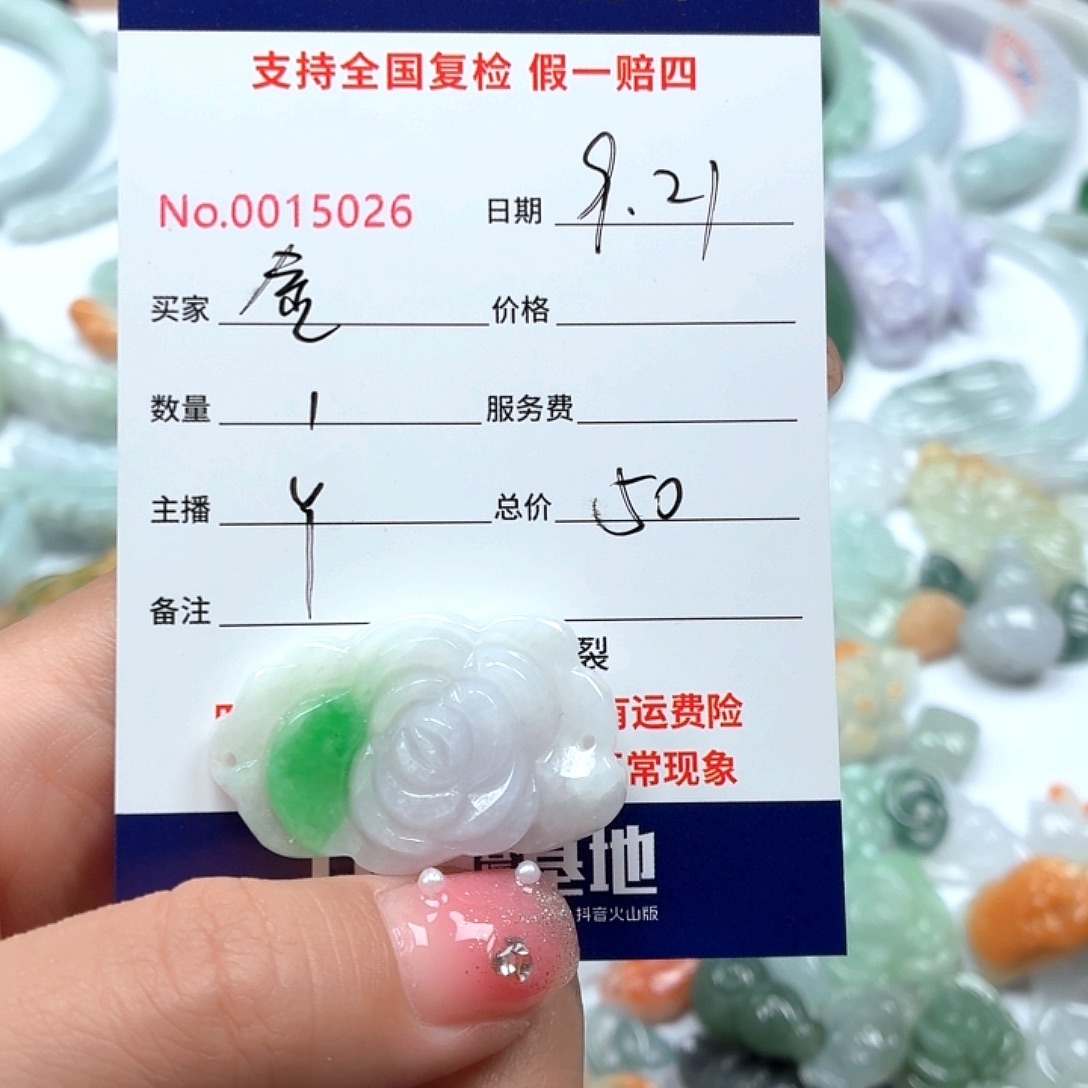 支持全国复检 假一赔四
No.0015026 日期 9.21
买家 价格
数量 1 服务费
主播 Y 总价 50
备注
裂
有运费险
常现象
基地
抖音火山版